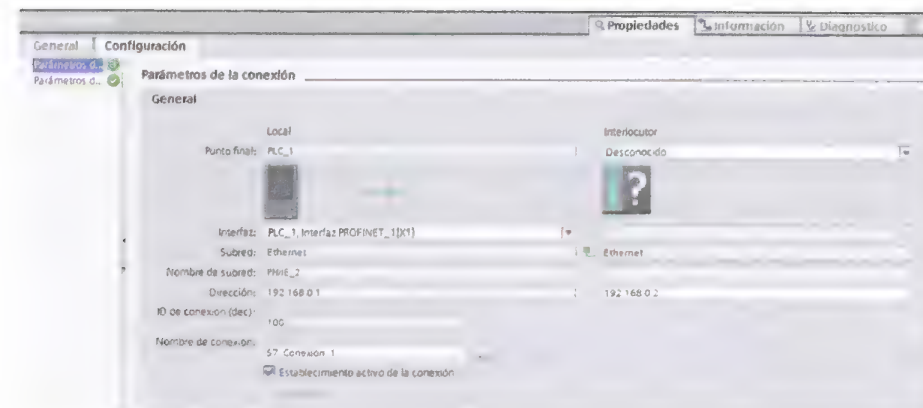 Propiedades Información Diagnóstico
General Configuración
Parámetros d...
Parámetros d...
Parámetros de la conexión
General
Local Interlocutor
Punto final: PLC_1 Desconocido
?
Interfaz: PLC_1, Interfaz PROFINET_1[X1]
Subred: Ethernet Ethernet
Nombre de subred: PN/IE_2
Dirección: 192.168.0.1 192.168.0.2
ID de conexión (dec): 100
Nombre de conexión: S7_Conexión_1
Establecimiento activo de la conexión